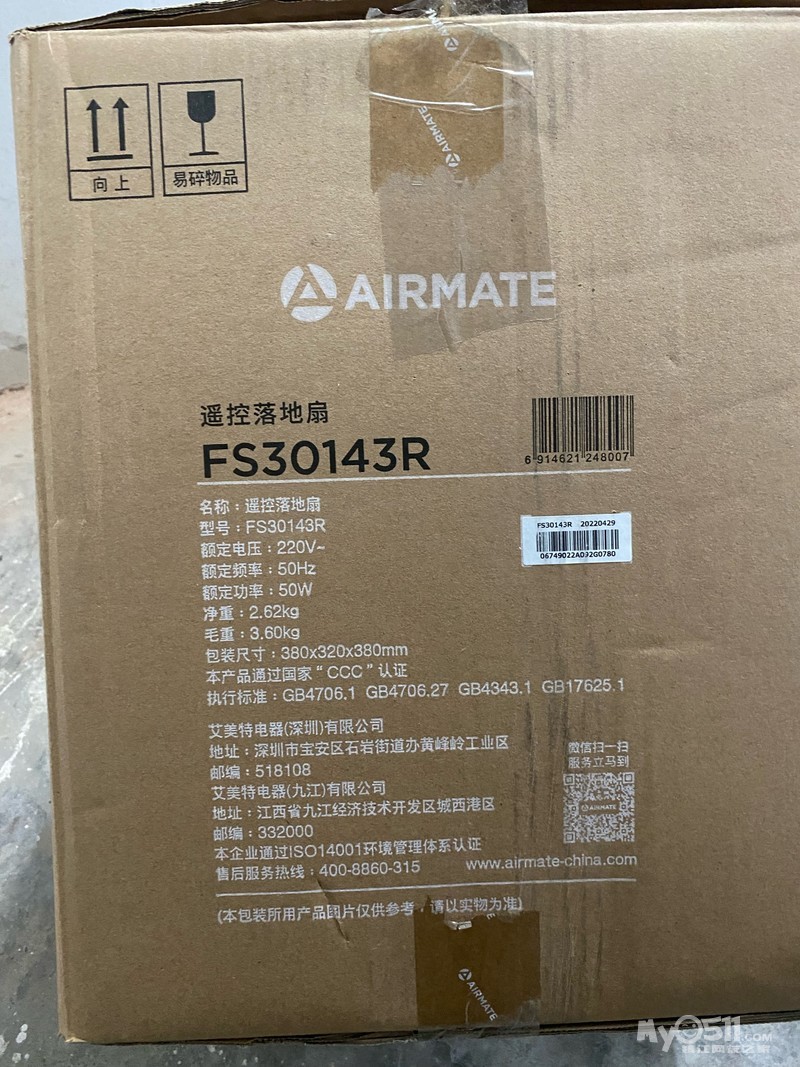 AIRMATE
AIRMATE
向上
易碎物品
AIRMATE
遥控落地扇
FS30143R
6 914621 248007
名称：遥控落地扇
型号：FS30143R
额定电压：220V~
额定频率：50Hz
额定功率：50W
净重：2.62kg
毛重：3.60kg
包装尺寸：380x320x380mm
本产品通过国家“CCC”认证
执行标准：GB4706.1 GB4706.27 GB4343.1 GB17625.1
FS30143R 20220429
06749022AD92G0780
艾美特电器(深圳)有限公司
地址：深圳市宝安区石岩街道办黄峰岭工业区
邮编：518108
艾美特电器(九江)有限公司
地址：江西省九江经济技术开发区城西港区
邮编：332000
本企业通过ISO14001环境管理体系认证
售后服务热线：400-8860-315
微信扫一扫
服务立马到
AIRMATE
www.airmate-china.com
(本包装所用产品图片仅供参考，请以实物为准)
AIRMATE
My0511.COM